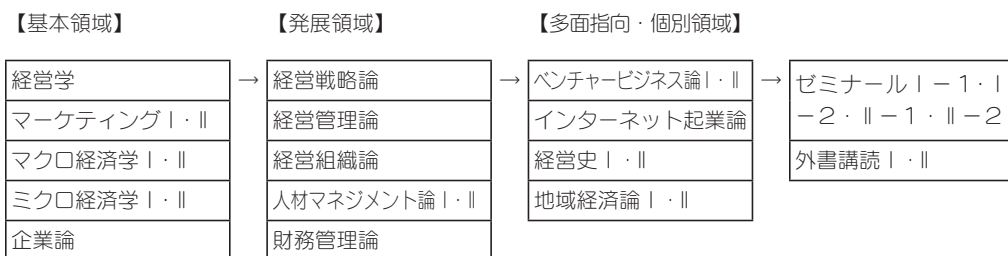 【基本領域】
【発展領域】
【多面指向・個別領域】
経営学
→
経営戦略論
→
ベンチャービジネス論Ⅰ・Ⅱ
→
ゼミナールⅠ－１・Ⅰ
－２・Ⅱ－１・Ⅱ－２
マーケティングⅠ・Ⅱ
経営管理論
インターネット起業論
マクロ経済学Ⅰ・Ⅱ
経営組織論
経営史Ⅰ・Ⅱ
外書講読Ⅰ・Ⅱ
ミクロ経済学Ⅰ・Ⅱ
人材マネジメント論Ⅰ・Ⅱ
地域経済論Ⅰ・Ⅱ
企業論
財務管理論